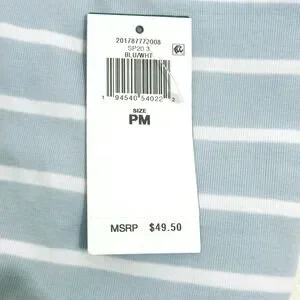 201787772008
SP20 3
BLU/WHT
1 94540 54022 2
SIZE
PM
MSRP $49.50